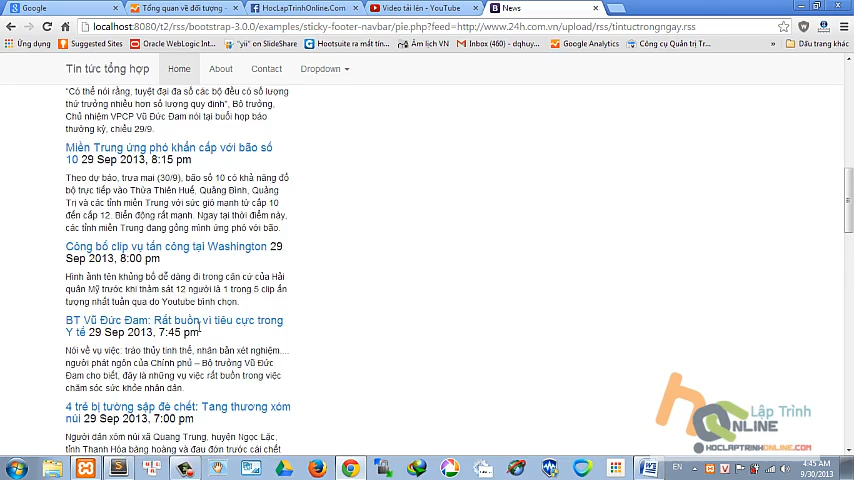 Google
Tổng quan về đối tượng -
HocLapTrinhOnline.Com
Video tải lên - YouTube
News
localhost:8080/t2/rss/bootstrap-3.0.0/examples/sticky-footer-navbar/pie.php?feed=http://www.24h.com.vn/upload/rss/tintuctrongngay.rss
Ứng dụng
Suggested Sites
Oracle WebLogic Int...
"yii" on SlideShare
Hootsuite ra mắt tín...
Âm lịch VN
Inbox (460) - dqhuy...
Google Analytics
Công cụ Quản trị Tr...
»
Dấu trang khác
Tin tức tổng hợp
Home
About
Contact
Dropdown
"Có thể nói rằng, tuyệt đại đa số các bộ đều có số lượng
thứ trưởng nhiều hơn số lượng quy định", Bộ trưởng,
Chủ nhiệm VPCP Vũ Đức Đam nói tại buổi họp báo
thường kỳ, chiều 29/9.
Miền Trung ứng phó khẩn cấp với bão số
10 29 Sep 2013, 8:15 pm
Theo dự báo, trưa mai (30/9), bão số 10 có khả năng đổ
bộ trực tiếp vào Thừa Thiên Huế, Quảng Bình, Quảng
Trị và các tỉnh miền Trung với sức gió mạnh từ cấp 10
đến cấp 12. Biển động rất mạnh. Ngay tại thời điểm này,
các tỉnh miền Trung đang gồng mình ứng phó với bão.
Công bố clip vụ tấn công tại Washington 29
Sep 2013, 8:00 pm
Hình ảnh tên khủng bố dễ dàng đi trong căn cứ của Hải
quân Mỹ trước khi thảm sát 12 người là 1 trong 5 clip ấn
tượng nhất tuần qua do Youtube bình chọn.
BT Vũ Đức Đam: Rất buồn vì tiêu cực trong
Y tế 29 Sep 2013, 7:45 pm
Nói về vụ việc: tráo thủy tinh thể, nhân bản xét nghiệm....
người phát ngôn của Chính phủ – Bộ trưởng Vũ Đức
Đam cho biết, đây là những vụ việc rất buồn trong việc
chăm sóc sức khỏe nhân dân.
4 trẻ bị tường sập đè chết: Tang thương xóm
núi 29 Sep 2013, 7:00 pm
Người dân xóm núi xã Quang Trung, huyện Ngọc Lặc,
tỉnh Thanh Hóa bàng hoàng và đau đớn trước cái chết
Lập Trình
ONLINE
HOCLAPTRINHONLINE.COM
EN
4:45 AM
9/30/2013